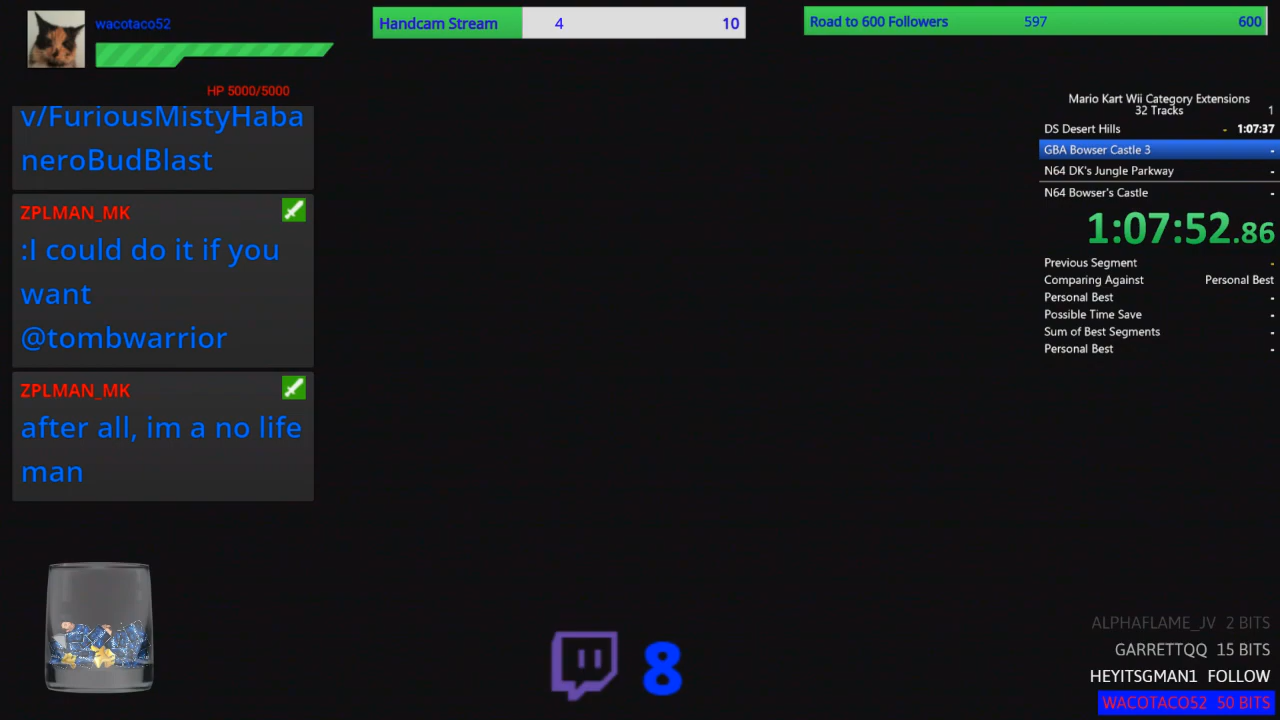 wacotaco52
HP 5000/5000
Handcam Stream 4 10
Road to 600 Followers 597 600
v/FuriousMistyHaba
neroBudBlast
ZPLMAN_MK
:I could do it if you
want
@tombwarrior
ZPLMAN_MK
after all, im a no life
man
Mario Kart Wii Category Extensions
32 Tracks 1
DS Desert Hills - 1:07:37
GBA Bowser Castle 3 -
N64 DK's Jungle Parkway -
N64 Bowser's Castle -
1:07:52.86
Previous Segment -
Comparing Against Personal Best
Personal Best -
Possible Time Save -
Sum of Best Segments -
Personal Best -
8
ALPHAFLAME_JV 2 BITS
GARRETTQQ 15 BITS
HEYITSGMAN1 FOLLOW
WACOTACO52 50 BITS